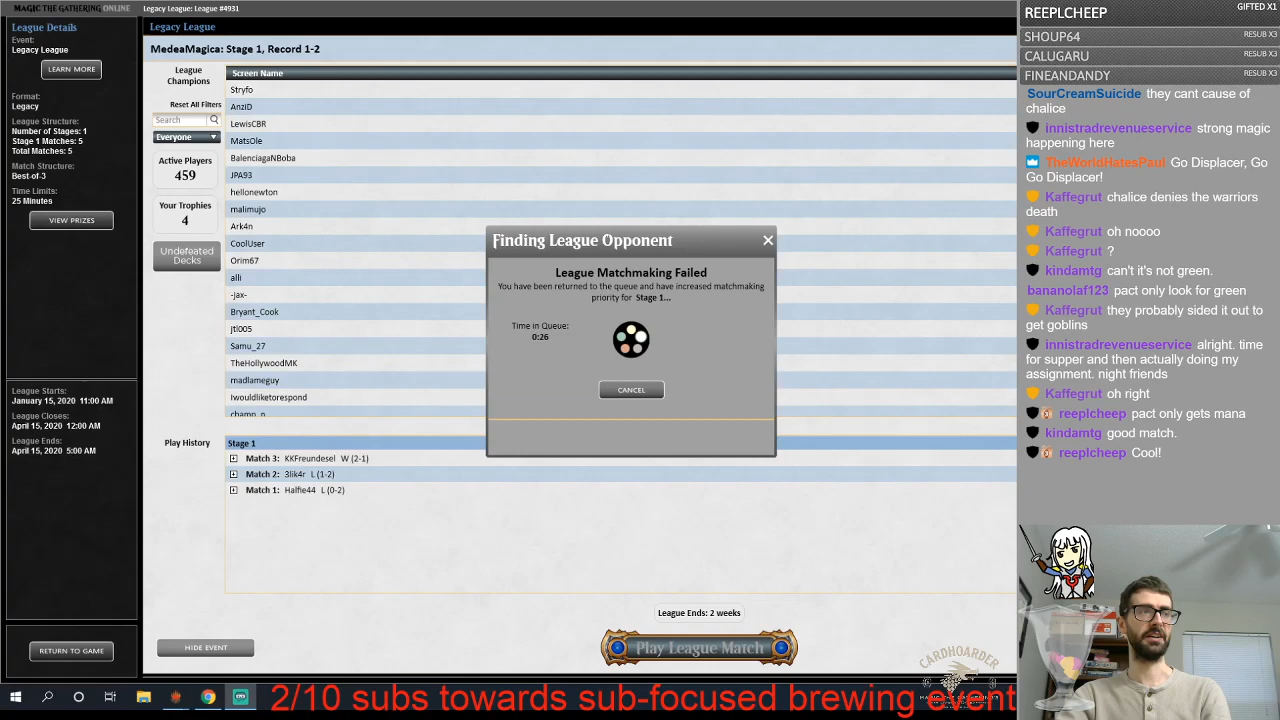 MAGIC THE GATHERING ONLINE
Legacy League: League #4931
League Details
Event:
Legacy League
LEARN MORE
Format:
Legacy
League Structure:
Number of Stages: 1
Stage 1 Matches: 5
Total Matches: 5
Match Structure:
Best-of-3
Time Limits:
25 Minutes
VIEW PRIZES
League Starts:
January 15, 2020 11:00 AM
League Closes:
April 15, 2020 12:00 AM
League Ends:
April 15, 2020 5:00 AM
RETURN TO GAME
Legacy League
MedeaMagica: Stage 1, Record 1-2
League
Champions
Reset All Filters
Search
Everyone
Active Players
459
Your Trophies
4
Undefeated
Decks
Screen Name
Stryfo
AnziD
LewisCBR
MatsOle
BalenciagaNBoba
JPA93
hellonewton
malimujo
Ark4n
CoolUser
Orim67
alli
-jax-
Bryant_Cook
jtl005
Samu_27
TheHollywoodMK
madlameguy
Iwouldliketorespond
champ_n
Finding League Opponent
League Matchmaking Failed
You have been returned to the queue and have increased matchmaking
priority for Stage 1...
Time in Queue:
0:26
CANCEL
Play History
Stage 1
Match 3: KKFreundesel W (2-1)
Match 2: 3lik4r L (1-2)
Match 1: Halfie44 L (0-2)
League Ends: 2 weeks
HIDE EVENT
Play League Match
CARDHOARDER
2/10 subs towards sub-focused brewing event
REEPLCHEEP GIFTED X1
SHOUP64 RESUB X3
CALUGARU RESUB X3
FINEANDANDY RESUB X3
SourCreamSuicide they cant cause of
chalice
innistradrevenueservice strong magic
happening here
TheWorldHatesPaul Go Displacer, Go
Go Displacer!
Kaffegrut chalice denies the warriors
death
Kaffegrut oh noooo
Kaffegrut ?
kindamtg can't it's not green.
bananolaf123 pact only look for green
Kaffegrut they probably sided it out to
get goblins
innistradrevenueservice alright. time
for supper and then actually doing my
assignment. night friends
Kaffegrut oh right
reeplcheep pact only gets mana
kindamtg good match.
reeplcheep Cool!